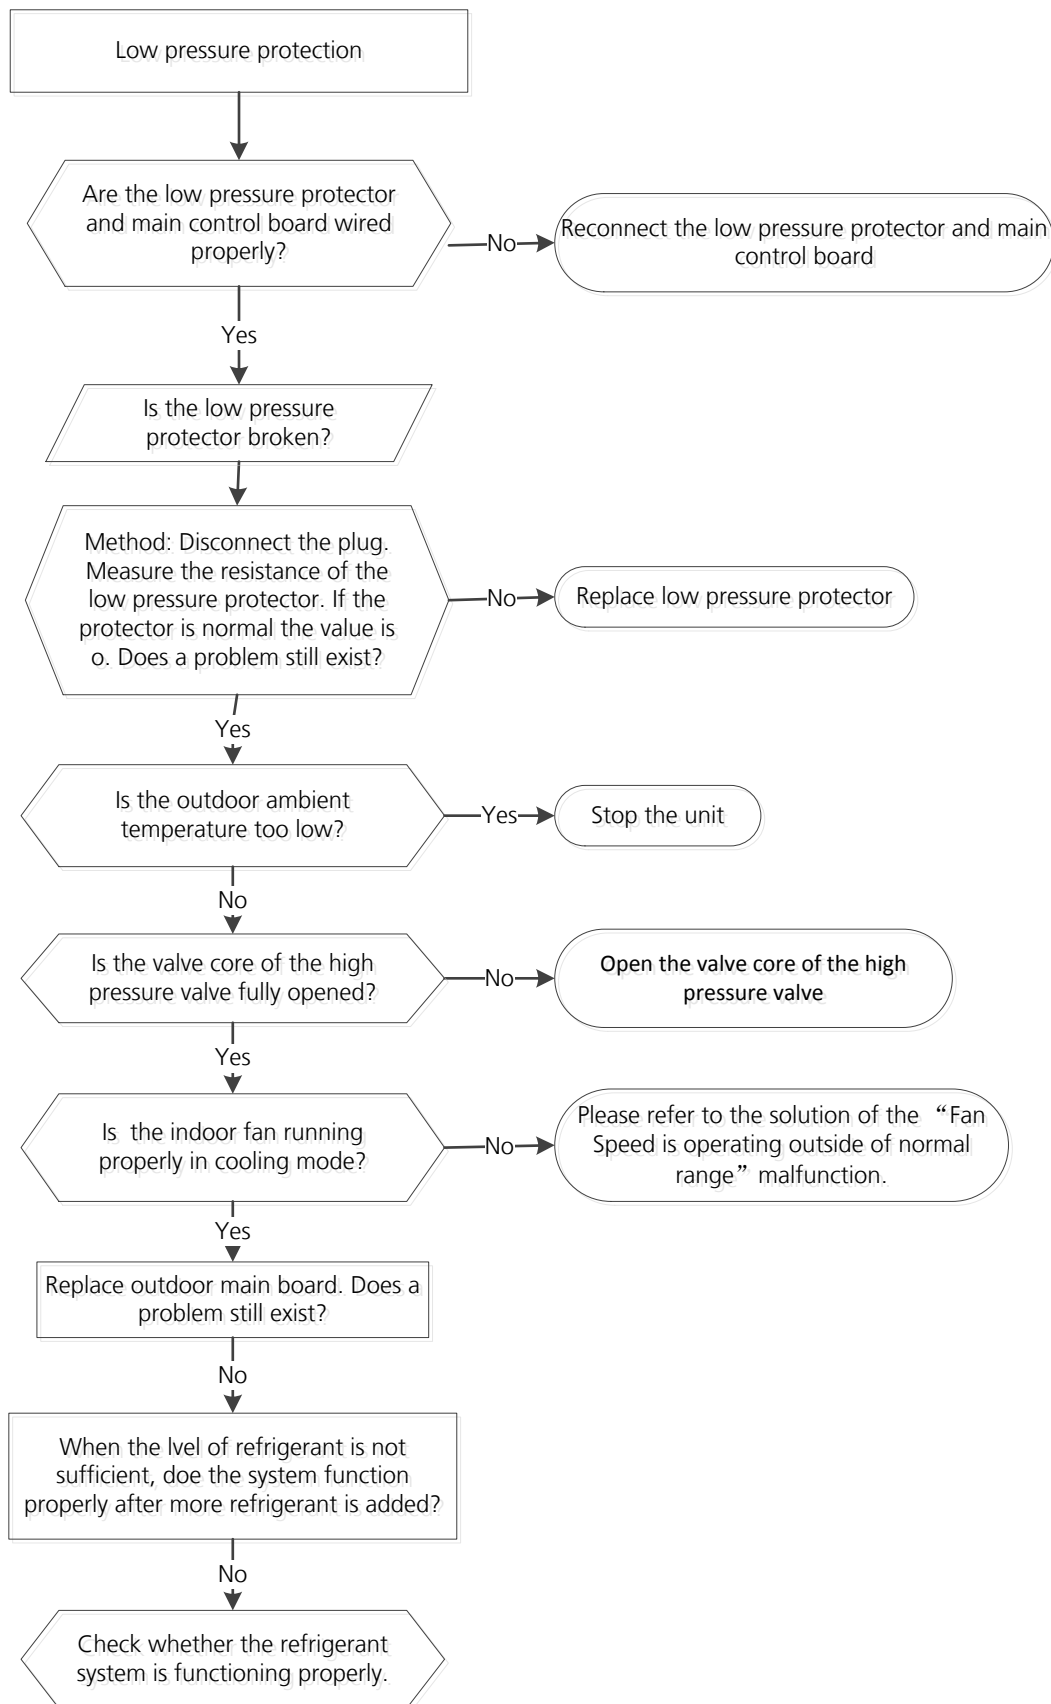 Low pressure protection
Are the low pressure protector
and main control board wired
properly?
No
Reconnect the low pressure protector and main
control board
Yes
Is the low pressure
protector broken?
Method: Disconnect the plug.
Measure the resistance of the
low pressure protector. If the
protector is normal the value is
o. Does a problem still exist?
No
Replace low pressure protector
Yes
Is the outdoor ambient
temperature too low?
Yes
Stop the unit
No
Is the valve core of the high
pressure valve fully opened?
No
Open the valve core of the high
pressure valve
Yes
Is  the indoor fan running
properly in cooling mode?
No
Please refer to the solution of the “Fan
Speed is operating outside of normal
range” malfunction.
Yes
Replace outdoor main board. Does a
problem still exist?
No
When the lvel of refrigerant is not
sufficient, doe the system function
properly after more refrigerant is added?
No
Check whether the refrigerant
system is functioning properly.